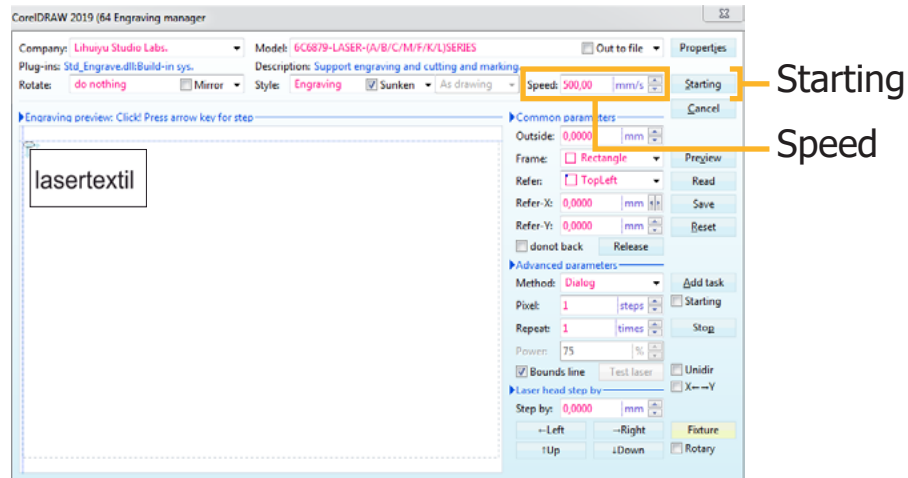 CorelDRAW 2019 (64 Engraving manager
Company: Lihuiyu Studio Labs. Model: 6C6879-LASER-(A/B/C/M/F/K/L)SERIES Out to file Properties
Plug-ins: Std_Engrave.dll:Build-in sys. Description: Support engraving and cutting and marking.
Rotate: do nothing Mirror Style: Engraving Sunken As drawing Speed: 500,00 mm/s Starting Starting
Cancel
Engraving preview: Click! Press arrow key for step Common parameters
Outside: 0,0000 mm Speed
Frame: Rectangle Preview
lasertextil
Refer: TopLeft Read
Refer-X: 0,0000 mm Save
Refer-Y: 0,0000 mm Reset
donot back Release
Advanced parameters
Method: Dialog Add task
Pixel: 1 steps Starting
Repeat: 1 times Stop
Power: 75 %
Bounds line Test laser Unidir
Laser head step by X←→Y
Step by: 0,0000 mm
←Left →Right Fixture
↑Up ↓Down Rotary